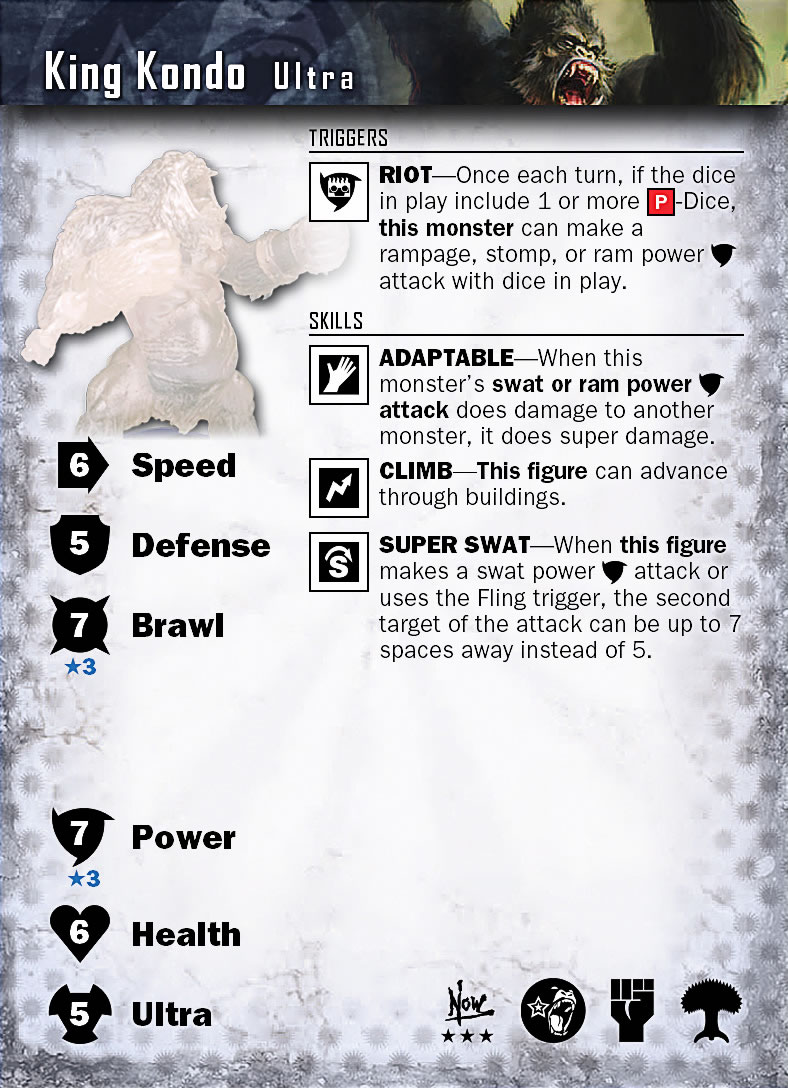 King Kondo Ultra
TRIGGERS
RIOT—Once each turn, if the dice
in play include 1 or more P-Dice,
this monster can make a
rampage, stomp, or ram power
attack with dice in play.
SKILLS
ADAPTABLE—When this
monster's swat or ram power
attack does damage to another
monster, it does super damage.
CLIMB—This figure can advance
through buildings.
S
SUPER SWAT—When this figure
makes a swat power attack or
uses the Fling trigger, the second
target of the attack can be up to 7
spaces away instead of 5.
6 Speed
5 Defense
7 Brawl
★3
7 Power
★3
6 Health
5 Ultra
Now
★★★